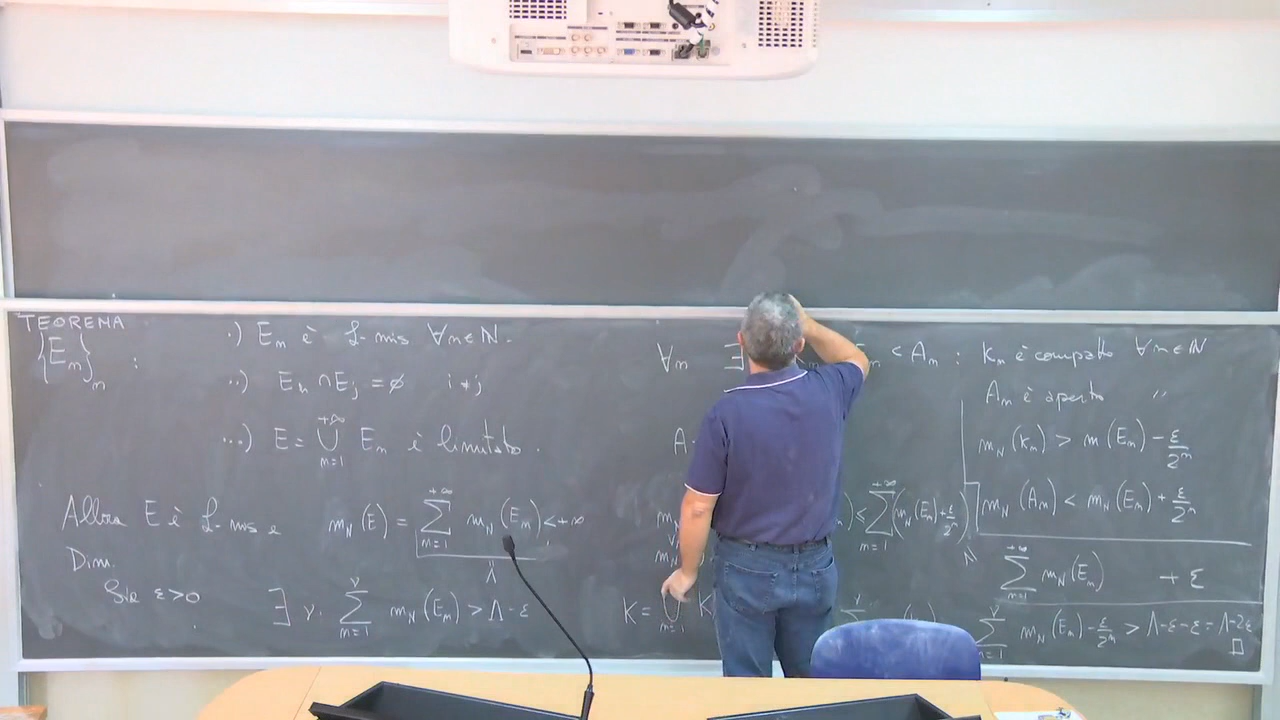 TEOREMA
{E_n}_n :
·) E_n è L-mis ∀n∈N.
··) E_n ∩ E_j = ∅ i ≠ j
···) E = ⋃_{n=1}^{+∞} E_n è limitato.
Allora E è L-mis e m_N(E) = ∑_{n=1}^{+∞} m_N(E_n) < +∞
Λ
Dim.
Sia ε>0 ∃ ν: ∑_{n=1}^{ν} m_N(E_n) > Λ - ε
∀n ∃ ⊂ A_n : K_n è compatto ∀n∈N
A_n è aperto "
m_N(K_n) > m(E_n) - ε/2^n
m_N(A_n) < m_N(E_n) + ε/2^n
A
m_N ≤ ∑_{n=1}^{+∞} (m_N(E_n) + ε/2^n)
∑_{n=1}^{+∞} m_N(E_n) + ε
K = ⋃_{n=1}^{ν} K
∑_{n=1}^{ν} m_N(E_n) - ε/2^n > Λ-ε-ε = Λ-2ε
□